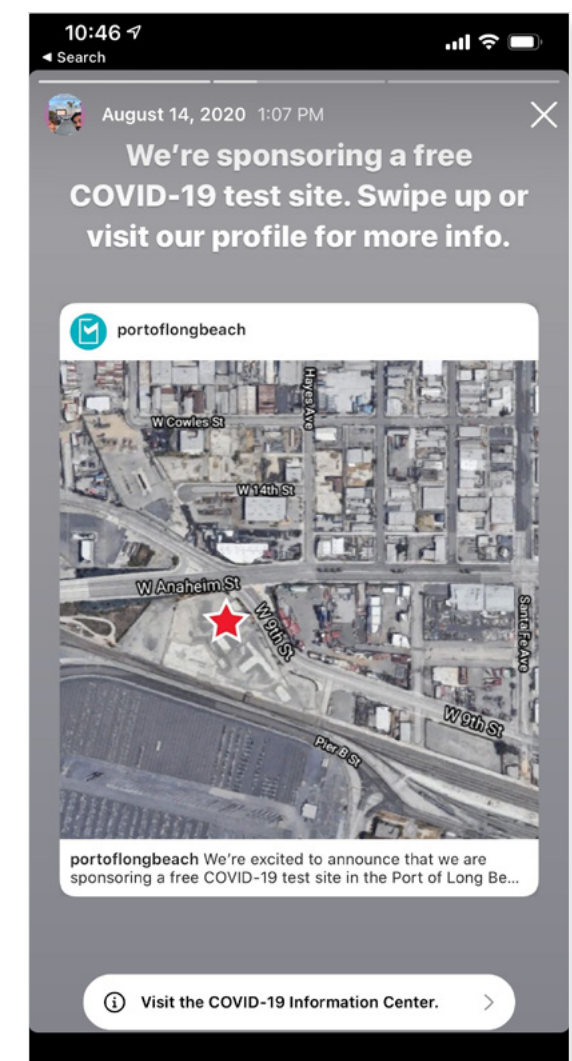 10:46
Search
August 14, 2020 1:07 PM
We're sponsoring a free
COVID-19 test site. Swipe up or
visit our profile for more info.
portoflongbeach
Hayes Ave
W Cowles St
W 14th St
W Anaheim St
W 9th St
Santa Fe Ave
W 9th St
Pier B St
portoflongbeach We're excited to announce that we are
sponsoring a free COVID-19 test site in the Port of Long Be...
Visit the COVID-19 Information Center.